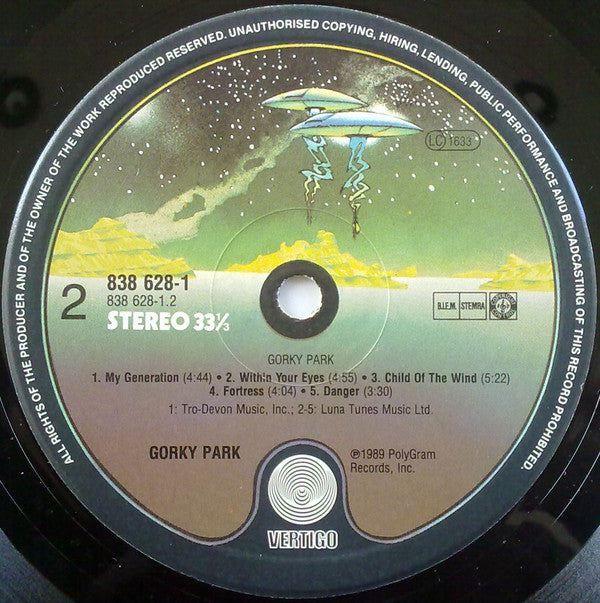 ALL RIGHTS OF THE PRODUCER AND OF THE OWNER OF THE WORK REPRODUCED RESERVED. UNAUTHORISED COPYING, HIRING, LENDING, PUBLIC PERFORMANCE AND BROADCASTING OF THIS RECORD PROHIBITED.
LC 1633
2
838 628-1
838 628-1.2
STEREO 33⅓
B.I.E.M. STEMRA
GORKY PARK
1. My Generation (4:44) • 2. Within Your Eyes (4:55) • 3. Child Of The Wind (5:22)
4. Fortress (4:04) • 5. Danger (3:30)
1: Tro-Devon Music, Inc.; 2-5: Luna Tunes Music Ltd.
GORKY PARK
℗1989 PolyGram
Records, Inc.
VERTIGO